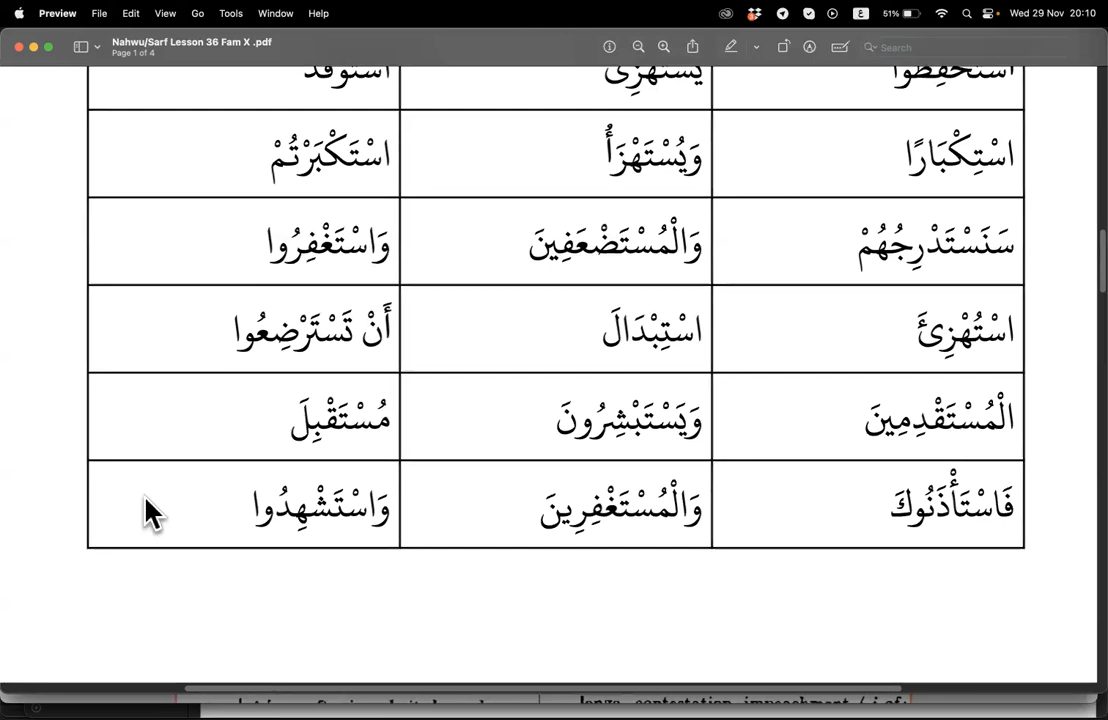 Preview File Edit View Go Tools Window Help 51% Wed 29 Nov 20:10
Nahwu/Sarf Lesson 36 Fam X .pdf
Page 1 of 4
Search
اسْتِكْبَارًا وَيُسْتَهْزَأُ اسْتَكْبَرْتُمْ
سَنَسْتَدْرِجُهُمْ وَالْمُسْتَضْعَفِينَ وَاسْتَغْفِرُوا
اسْتُهْزِئَ اسْتِبْدَالَ أَنْ تَسْتَرْضِعُوا
الْمُسْتَقْدِمِينَ وَيَسْتَبْشِرُونَ مُسْتَقْبِلَ
فَاسْتَأْذَنُوكَ وَالْمُسْتَغْفِرِينَ وَاسْتَشْهِدُوا